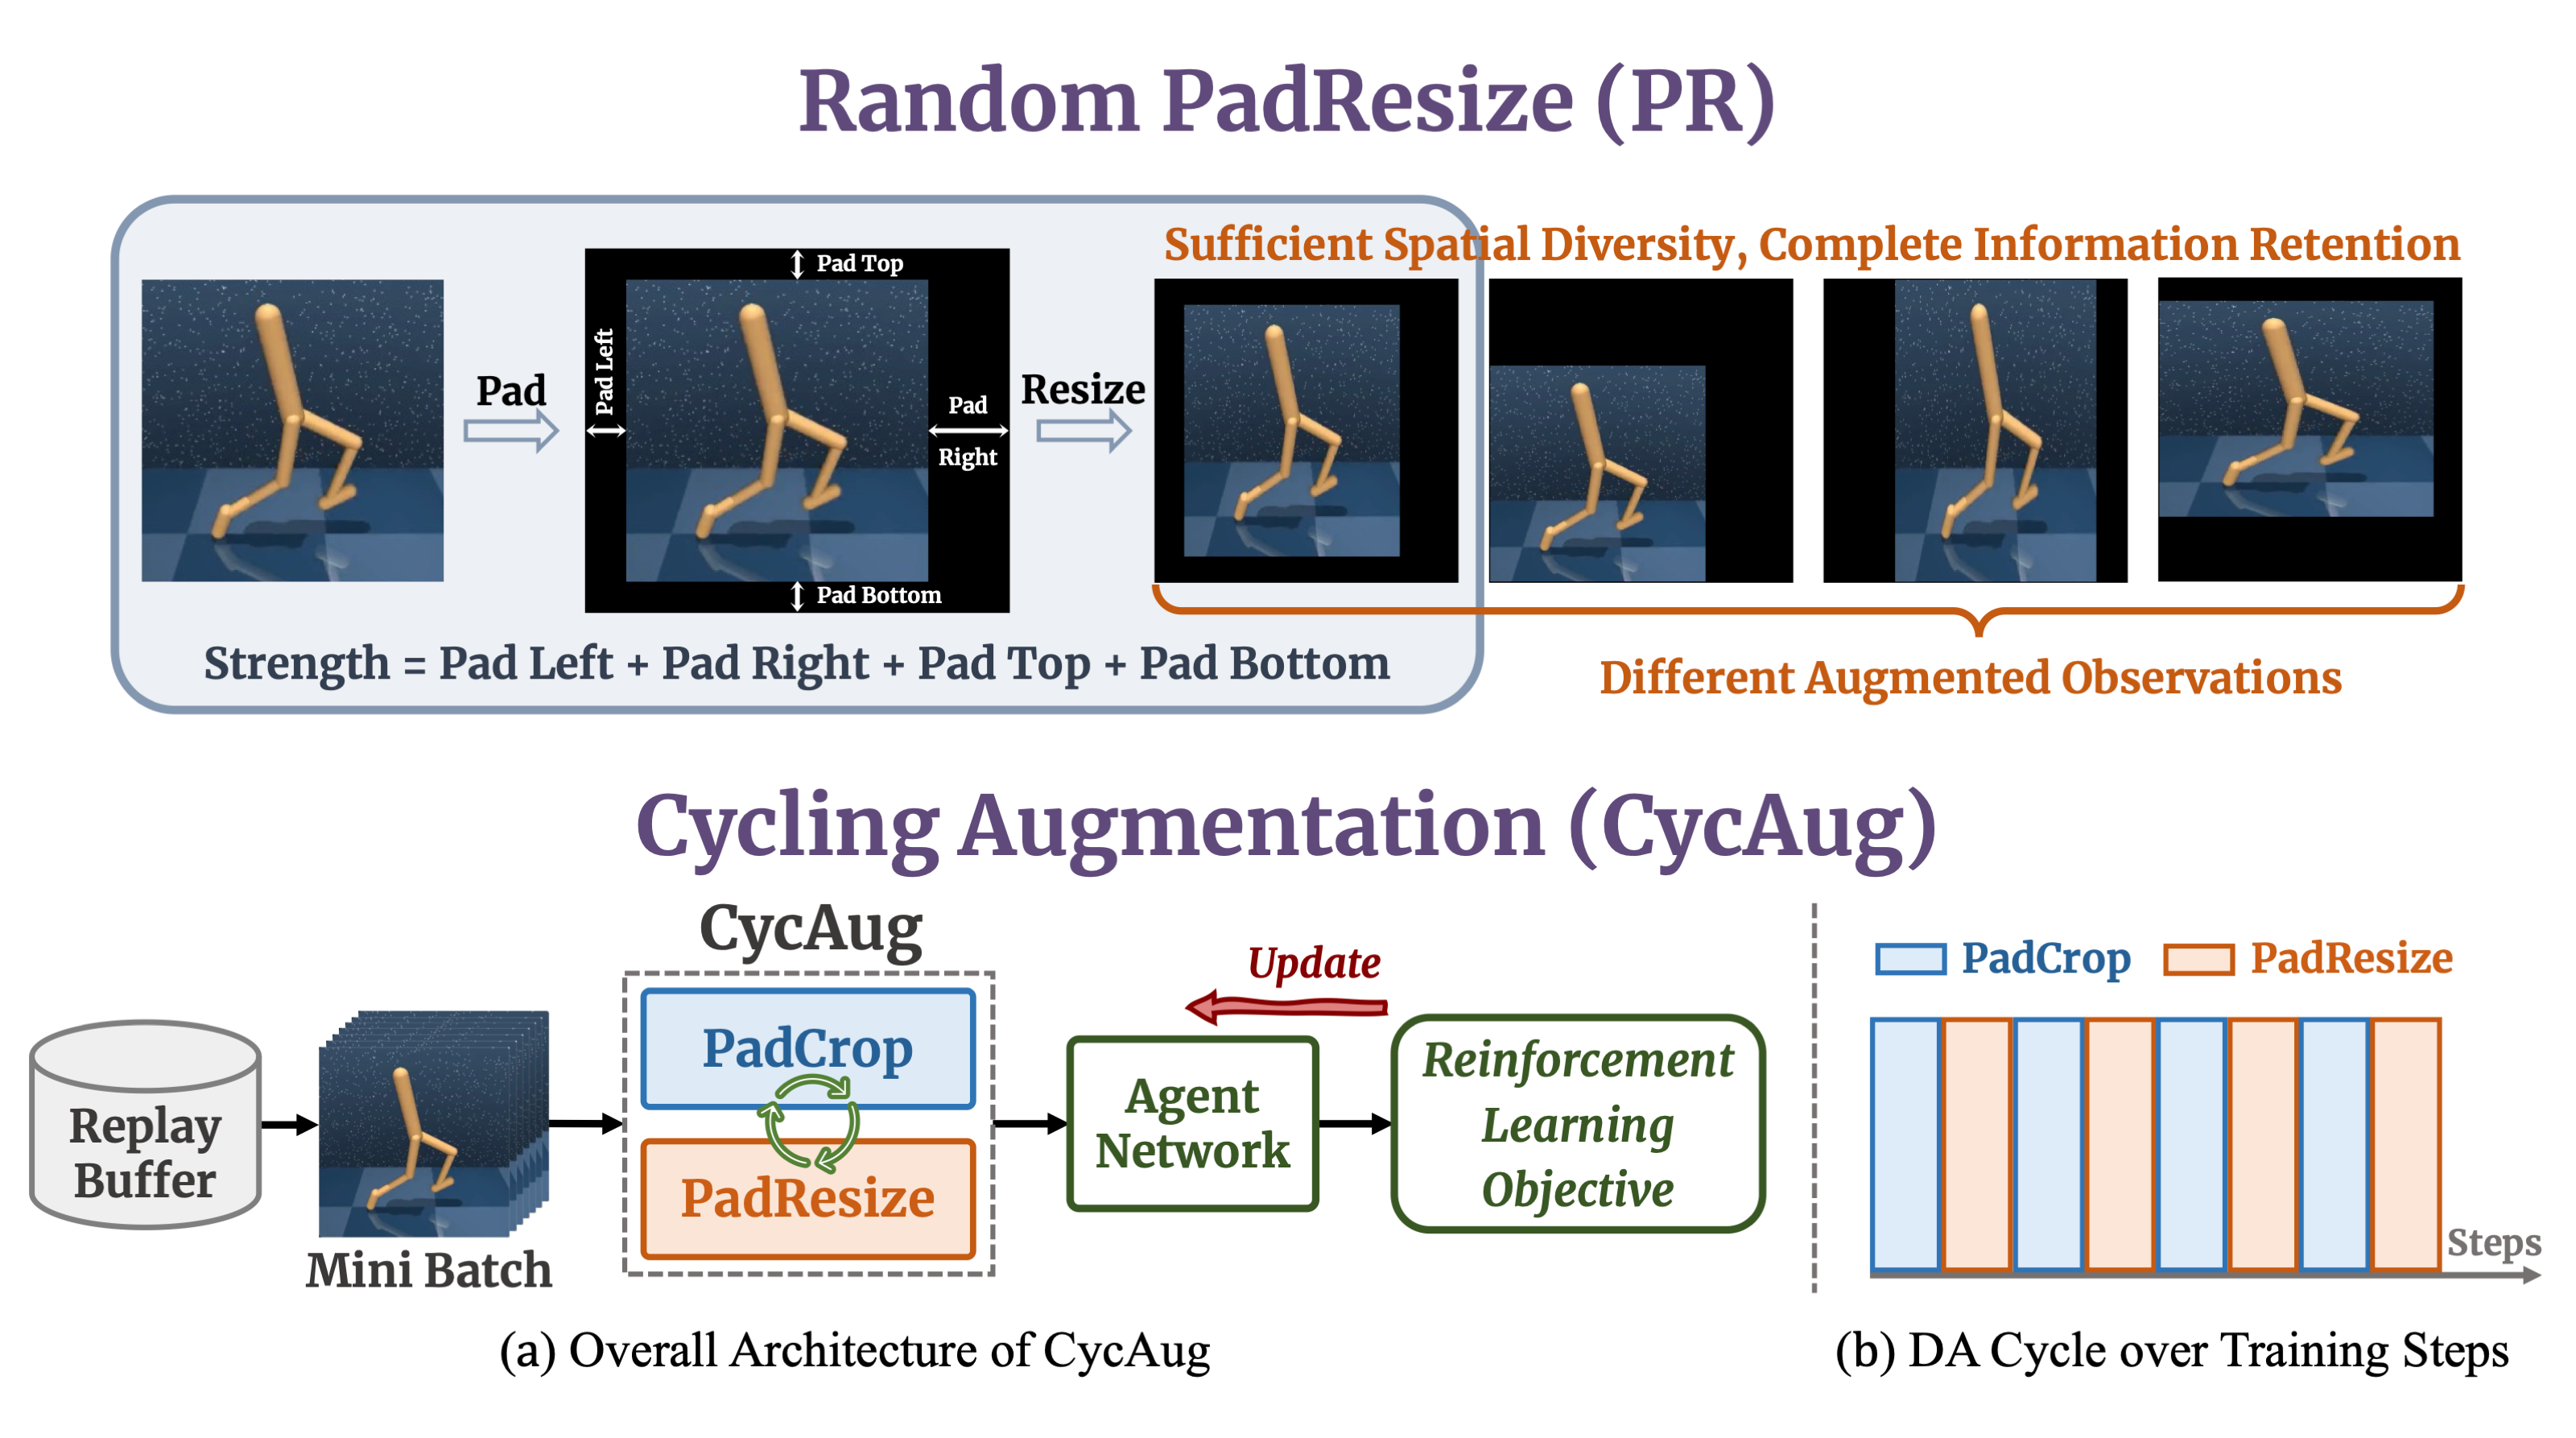 Random PadResize (PR)
Sufficient Spatial Diversity, Complete Information Retention
Pad
Pad Top
Pad Left
Pad
Right
Pad Bottom
Resize
Strength = Pad Left + Pad Right + Pad Top + Pad Bottom
Different Augmented Observations
Cycling Augmentation (CycAug)
CycAug
Replay
Buffer
Mini Batch
PadCrop
PadResize
Agent
Network
Update
Reinforcement
Learning
Objective
PadCrop
PadResize
Steps
(a) Overall Architecture of CycAug
(b) DA Cycle over Training Steps